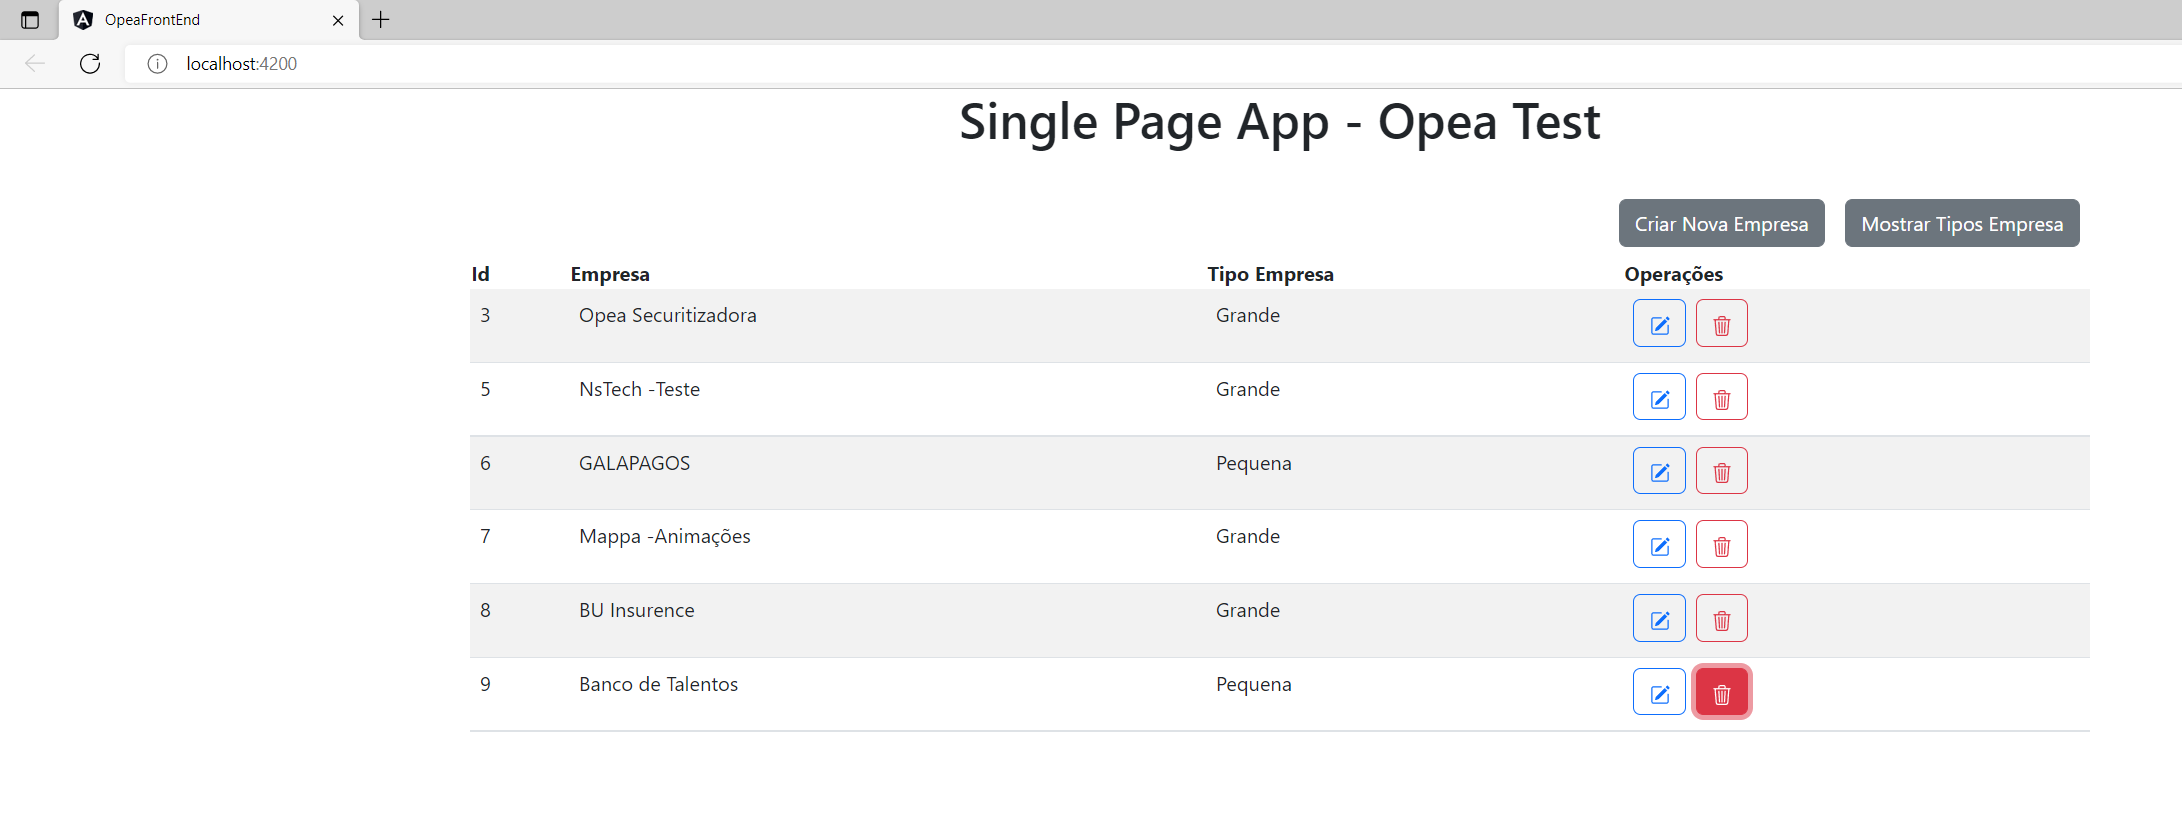 OpeaFrontEnd
localhost:4200
Single Page App - Opea Test
Criar Nova Empresa Mostrar Tipos Empresa
Id Empresa Tipo Empresa Operações
3 Opea Securitizadora Grande
5 NsTech -Teste Grande
6 GALAPAGOS Pequena
7 Mappa -Animações Grande
8 BU Insurence Grande
9 Banco de Talentos Pequena